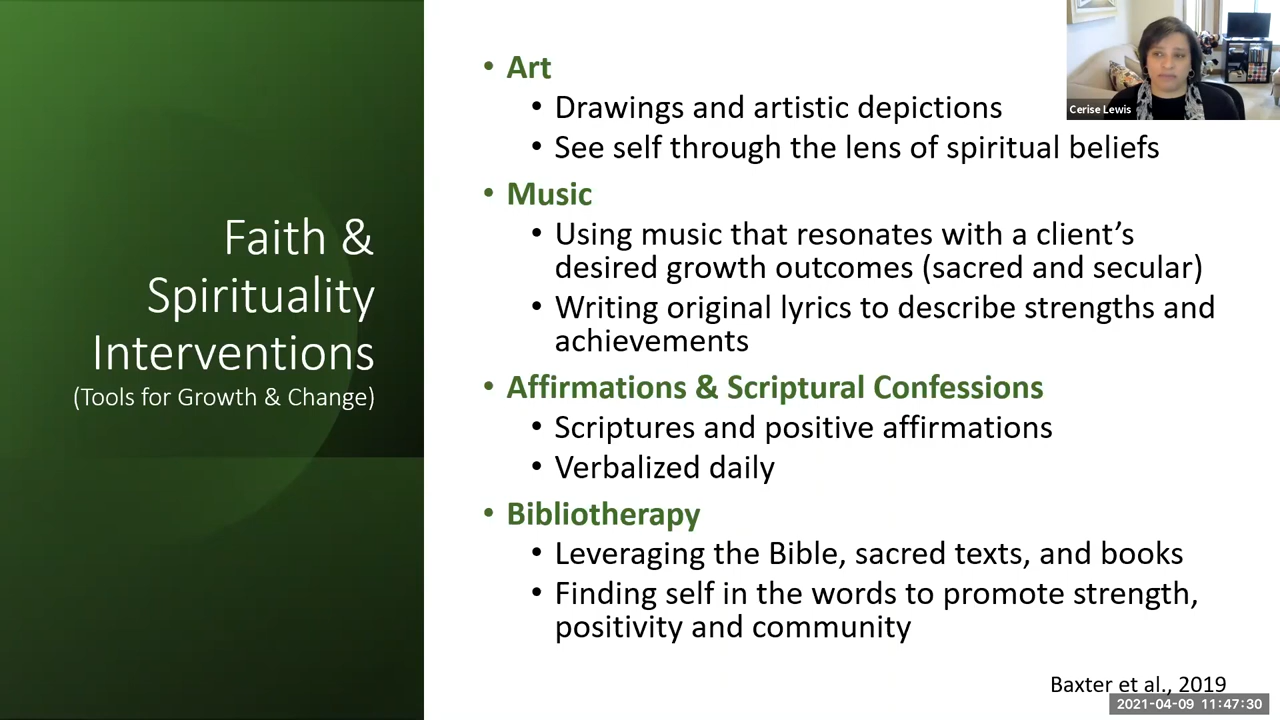 Faith &
Spirituality
Interventions
(Tools for Growth & Change)
• Art
• Drawings and artistic depictions
• See self through the lens of spiritual beliefs
• Music
• Using music that resonates with a client’s
desired growth outcomes (sacred and secular)
• Writing original lyrics to describe strengths and
achievements
• Affirmations & Scriptural Confessions
• Scriptures and positive affirmations
• Verbalized daily
• Bibliotherapy
• Leveraging the Bible, sacred texts, and books
• Finding self in the words to promote strength,
positivity and community
Baxter et al., 2019
Cerise Lewis
2021-04-09 11:47:30